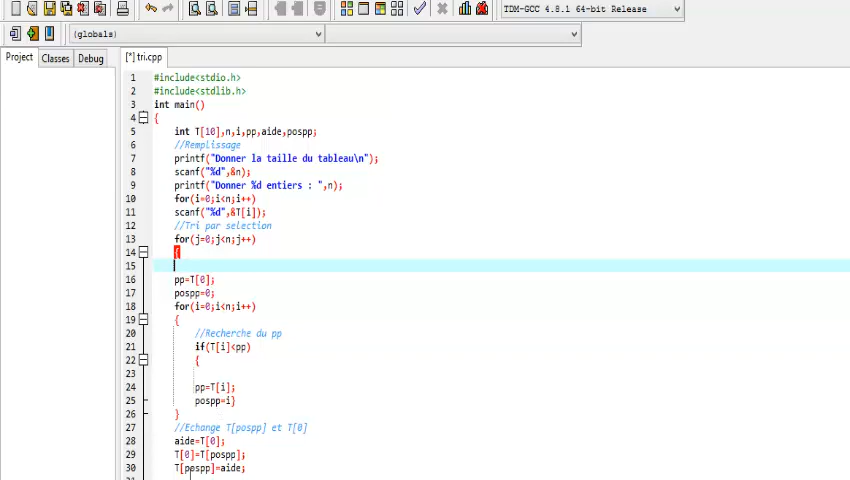 TDM-GCC 4.8.1 64-bit Release
(globals)
Project Classes Debug
[*] tri.cpp
1 #include<stdio.h>
2 #include<stdlib.h>
3 int main()
4 {
5 int T[10],n,i,pp,aide,pospp;
6 //Remplissage
7 printf("Donner la taille du tableau\n");
8 scanf("%d",&n);
9 printf("Donner %d entiers : ",n);
10 for(i=0;i<n;i++)
11 scanf("%d",&T[i]);
12 //Tri par selection
13 for(j=0;j<n;j++)
14 {
15
16 pp=T[0];
17 pospp=0;
18 for(i=0;i<n;i++)
19 {
20 //Recherche du pp
21 if(T[i]<pp)
22 {
23
24 pp=T[i];
25 pospp=i}
26 }
27 //Echange T[pospp] et T[0]
28 aide=T[0];
29 T[0]=T[pospp];
30 T[pospp]=aide;